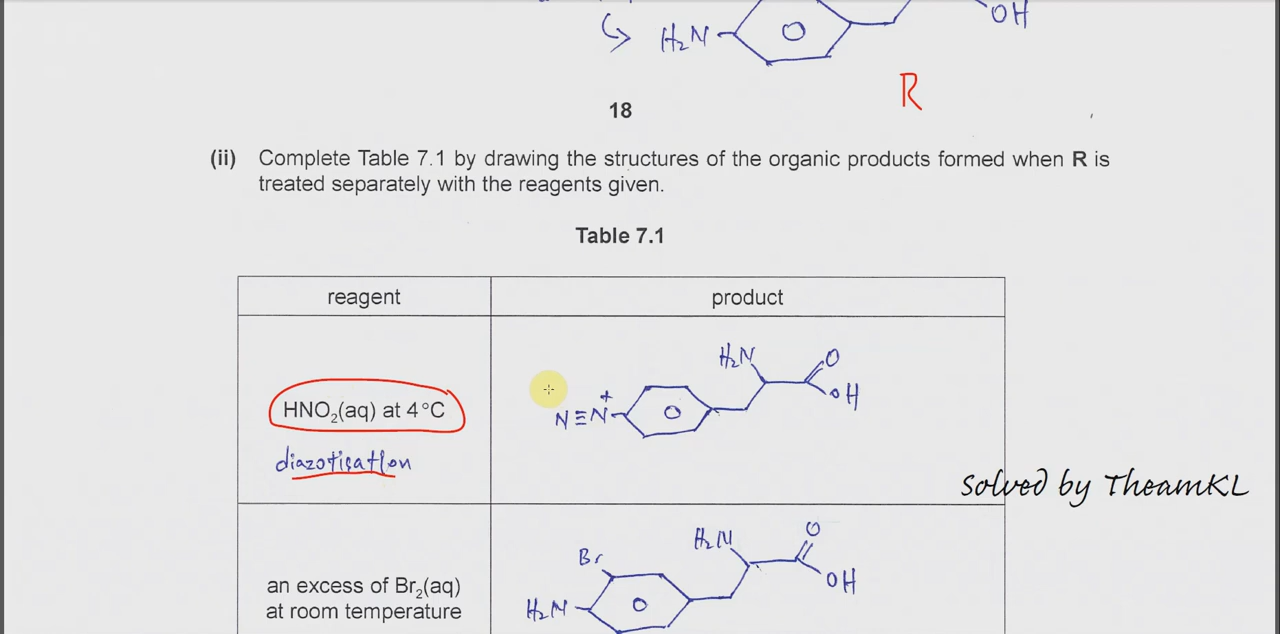 H₂N OH
R
18
(ii) Complete Table 7.1 by drawing the structures of the organic products formed when R is
treated separately with the reagents given.
Table 7.1
reagent product
H₂N O
OH
HNO₂(aq) at 4°C
N≡N⁺
diazotisation
Solved by TheamKL
H₂N O
Br
OH
an excess of Br₂(aq)
H₂N
at room temperature